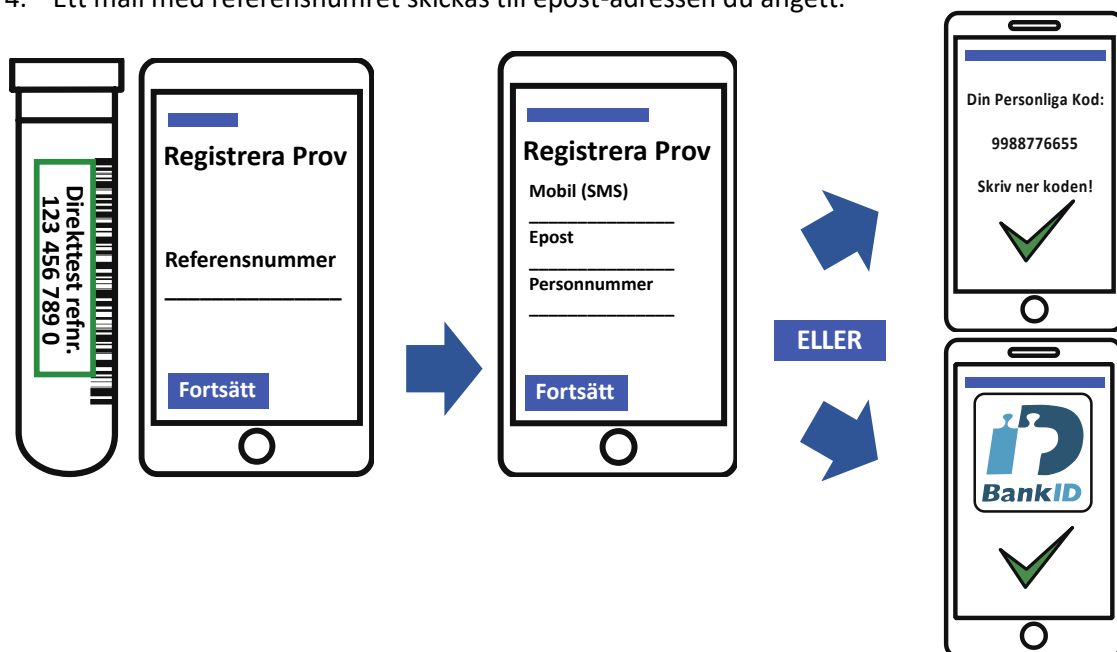 4. Ett mail med referensnumret skickas till epost-adressen du angett.
Direkttest refnr.
123 456 789 0
Registrera Prov
Referensnummer
Fortsätt
Registrera Prov
Mobil (SMS)
Epost
Personnummer
Fortsätt
ELLER
Din Personliga Kod:
9988776655
Skriv ner koden!
BankID